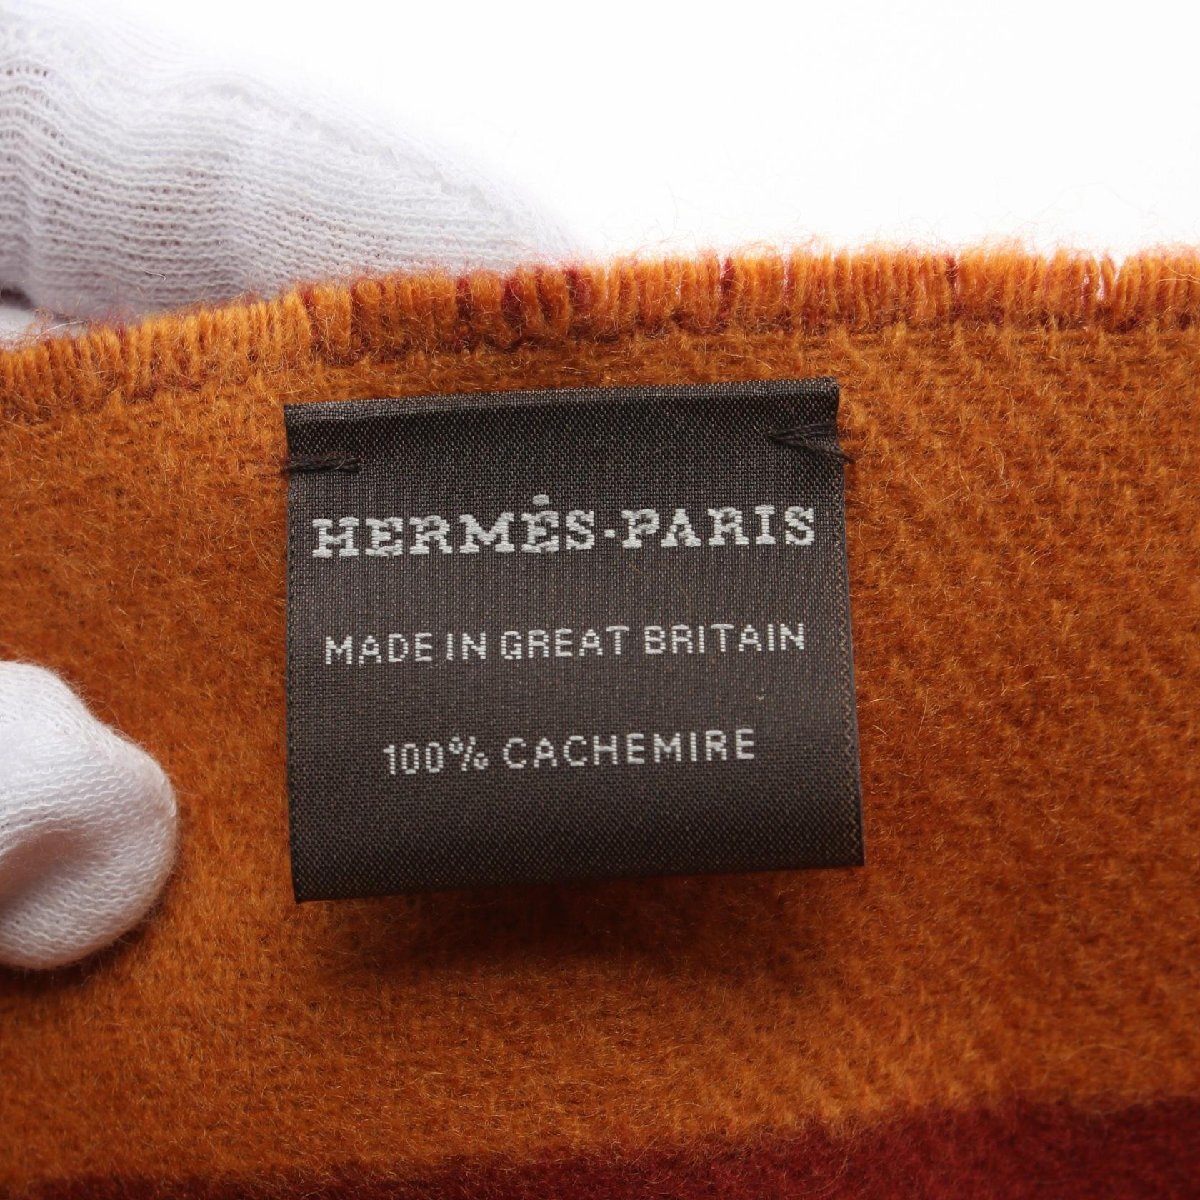 HERMÈS·PARIS
MADE IN GREAT BRITAIN
100% CACHEMIRE